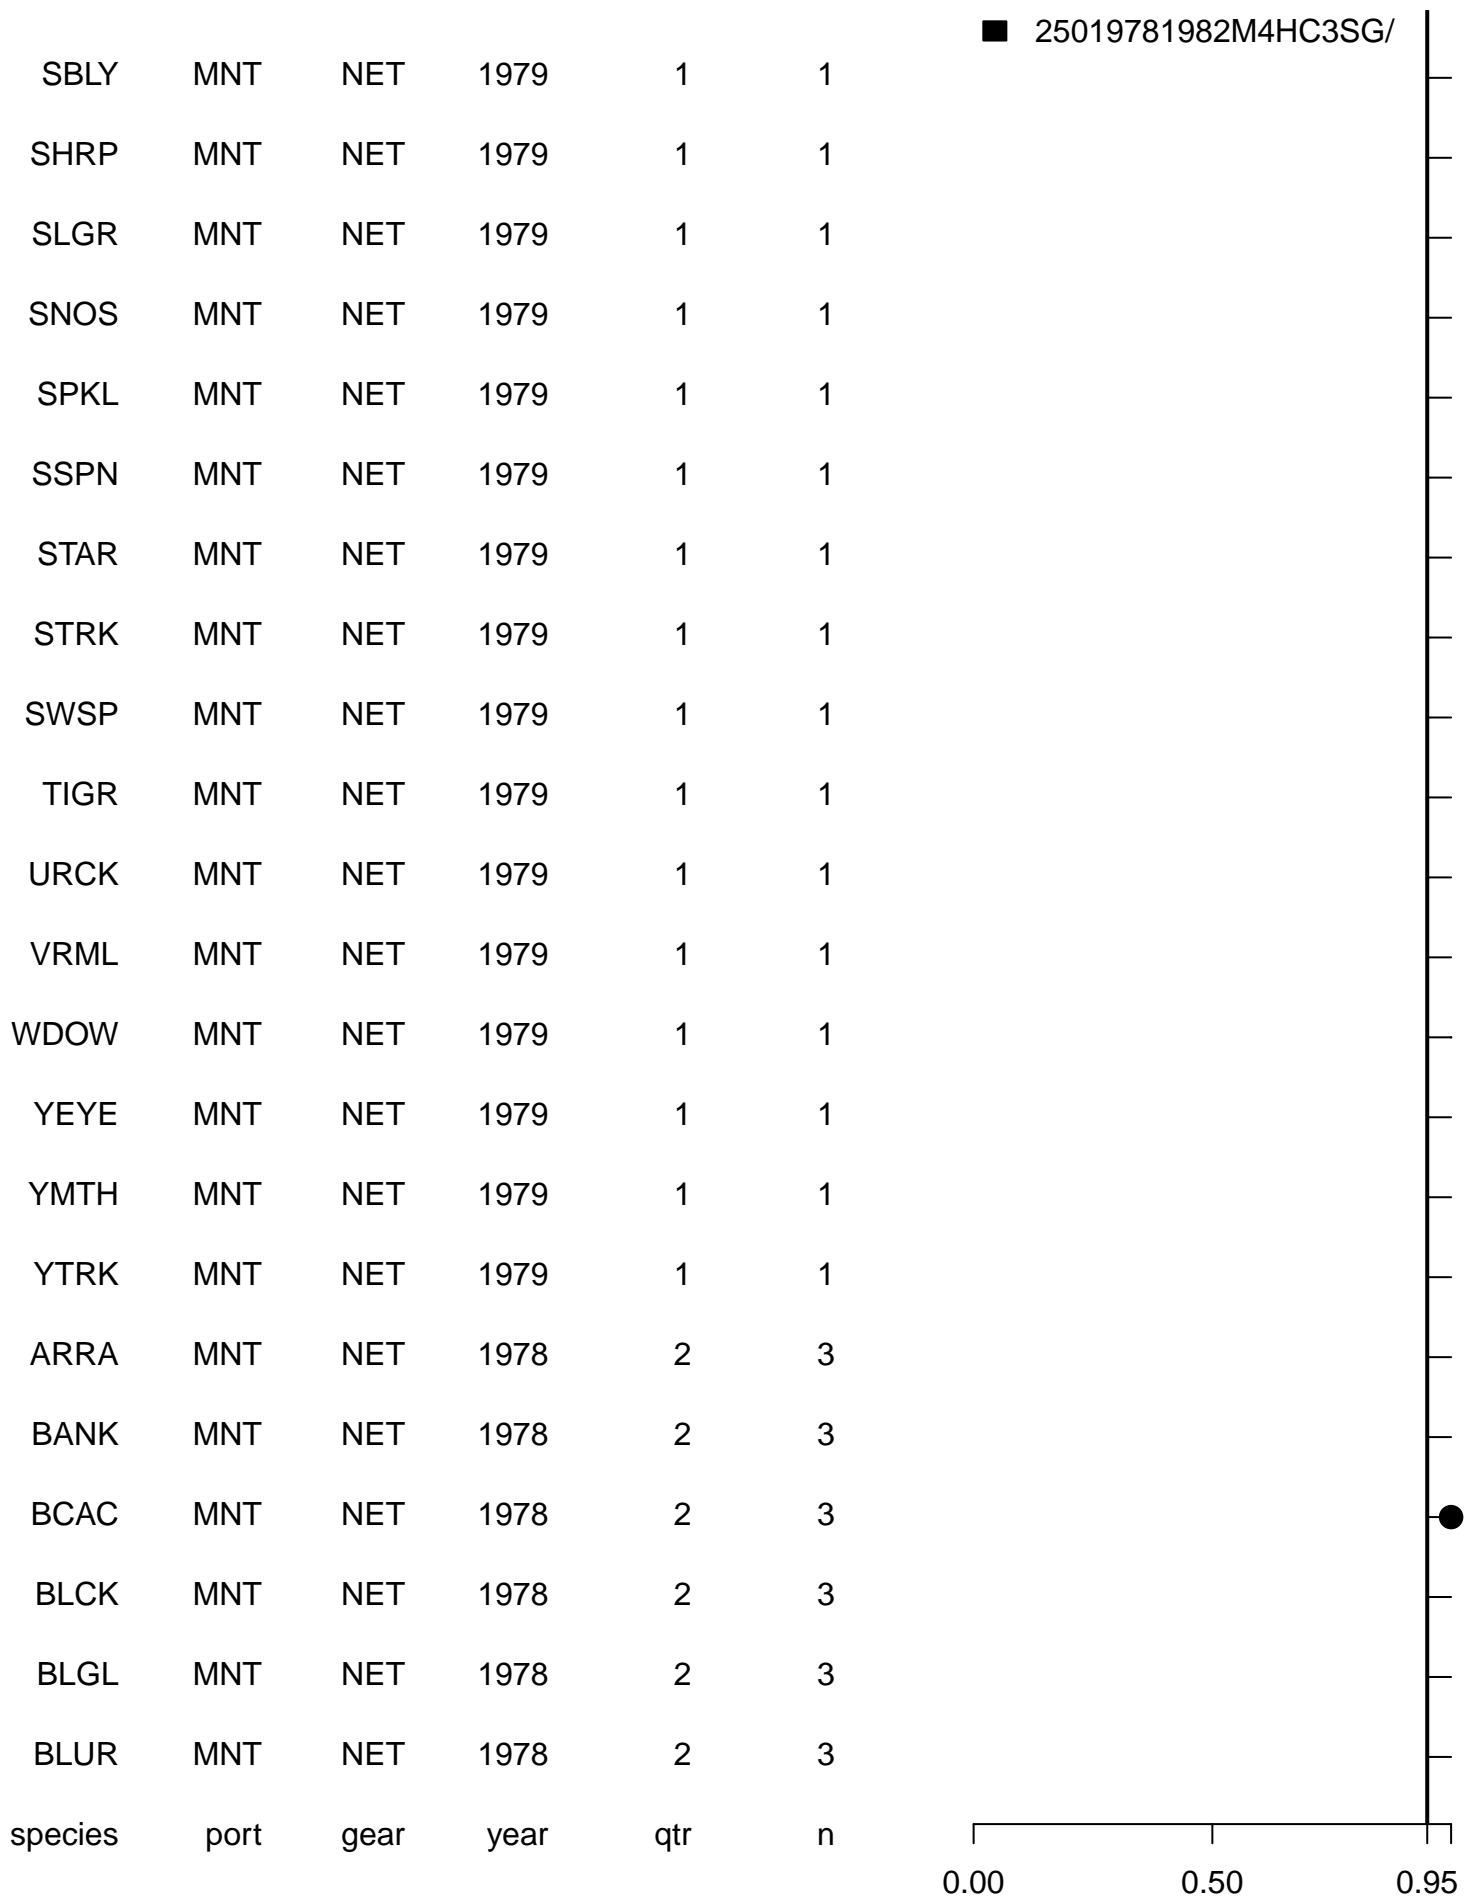 25019781982M4HC3SG/
SBLY MNT NET 1979 1 1
SHRP MNT NET 1979 1 1
SLGR MNT NET 1979 1 1
SNOS MNT NET 1979 1 1
SPKL MNT NET 1979 1 1
SSPN MNT NET 1979 1 1
STAR MNT NET 1979 1 1
STRK MNT NET 1979 1 1
SWSP MNT NET 1979 1 1
TIGR MNT NET 1979 1 1
URCK MNT NET 1979 1 1
VRML MNT NET 1979 1 1
WDOW MNT NET 1979 1 1
YEYE MNT NET 1979 1 1
YMTH MNT NET 1979 1 1
YTRK MNT NET 1979 1 1
ARRA MNT NET 1978 2 3
BANK MNT NET 1978 2 3
BCAC MNT NET 1978 2 3
BLCK MNT NET 1978 2 3
BLGL MNT NET 1978 2 3
BLUR MNT NET 1978 2 3
species port gear year qtr n
0.00 0.50 0.95